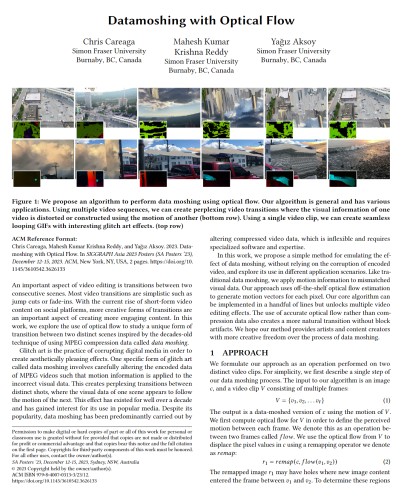 Datamoshing with Optical Flow
Chris Careaga
Simon Fraser University
Burnaby, BC, Canada
Mahesh Kumar
Krishna Reddy
Simon Fraser University
Burnaby, BC, Canada
Yağız Aksoy
Simon Fraser University
Burnaby, BC, Canada
Figure 1: We propose an algorithm to perform data moshing using optical flow. Our algorithm is general and has various
applications. Using multiple video sequences, we can create perplexing video transitions where the visual information of one
video is distorted or constructed using the motion of another (bottom row). Using a single video clip, we can create seamless
looping GIFs with interesting glitch art effects. (top row)
ACM Reference Format:
Chris Careaga, Mahesh Kumar Krishna Reddy, and Yağız Aksoy. 2023. Data-
moshing with Optical Flow. In SIGGRAPH Asia 2023 Posters (SA Posters '23),
December 12-15, 2023. ACM, New York, NY, USA, 2 pages. https://doi.org/10.
1145/3610542.3626133
An important aspect of video editing is transitions between two
consecutive scenes. Most video transitions are simplistic such as
jump cuts or fade-ins. With the current rise of short-form video
content on social platforms, more creative forms of transitions are
an important aspect of creating more engaging content. In this
work, we explore the use of optical flow to study a unique form of
transition between two distinct scenes inspired by the decades-old
technique of using MPEG compression data called data moshing.
Glitch art is the practice of corrupting digital media in order to
create aesthetically pleasing effects. One specific form of glitch art
called data moshing involves carefully altering the encoded data
of MPEG videos such that motion information is applied to the
incorrect visual data. This creates perplexing transitions between
distinct shots, where the visual data of one scene appears to follow
the motion of the next. This effect has existed for well over a decade
and has gained interest for its use in popular media. Despite its
popularity, data moshing has been predominantly carried out by
Permission to make digital or hard copies of part or all of this work for personal or
classroom use is granted without fee provided that copies are not made or distributed
for profit or commercial advantage and that copies bear this notice and the full citation
on the first page. Copyrights for third-party components of this work must be honored.
For all other uses, contact the owner/author(s).
SA Posters '23, December 12-15, 2023, Sydney, NSW, Australia
© 2023 Copyright held by the owner/author(s).
ACM ISBN 979-8-4007-0313-3/23/12.
https://doi.org/10.1145/3610542.3626133
altering compressed video data, which is inflexible and requires
specialized software and expertise.
In this work, we propose a simple method for emulating the ef-
fect of data moshing, without relying on the corruption of encoded
video, and explore its use in different application scenarios. Like tra-
ditional data moshing, we apply motion information to mismatched
visual data. Our approach uses off-the-shelf optical flow estimation
to generate motion vectors for each pixel. Our core algorithm can
be implemented in a handful of lines but unlocks multiple video
editing effects. The use of accurate optical flow rather than com-
pression data also creates a more natural transition without block
artifacts. We hope our method provides artists and content creators
with more creative freedom over the process of data moshing.
1 APPROACH
We formulate our approach as an operation performed on two
distinct video clips. For simplicity, we first describe a single step of
our data moshing process. The input to our algorithm is an image
c, and a video clip V consisting of multiple frames
V = {v1, v2, . . . vT} (1)
The output is a data-moshed version of c using the motion of V.
We first compute optical flow for V in order to define the perceived
motion between each frame. We denote this as an operation be-
tween two frames called flow. We use the optical flow from V to
displace the pixel values in c using a remapping operator we denote
as remap.
r1 = remap(c, flow(v1, v2)) (2)
The remapped image r1 may have holes where new image content
entered the frame between v1 and v2. To determine these regions